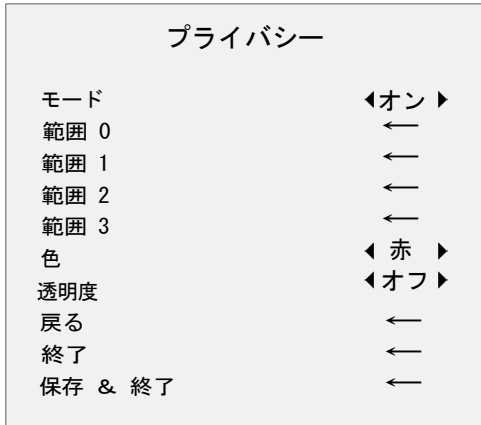 プライバシー
モード ◀オン▶
範囲 0 ←
範囲 1 ←
範囲 2 ←
範囲 3 ←
色 ◀ 赤 ▶
透明度 ◀オフ▶
戻る ←
終了 ←
保存 & 終了 ←